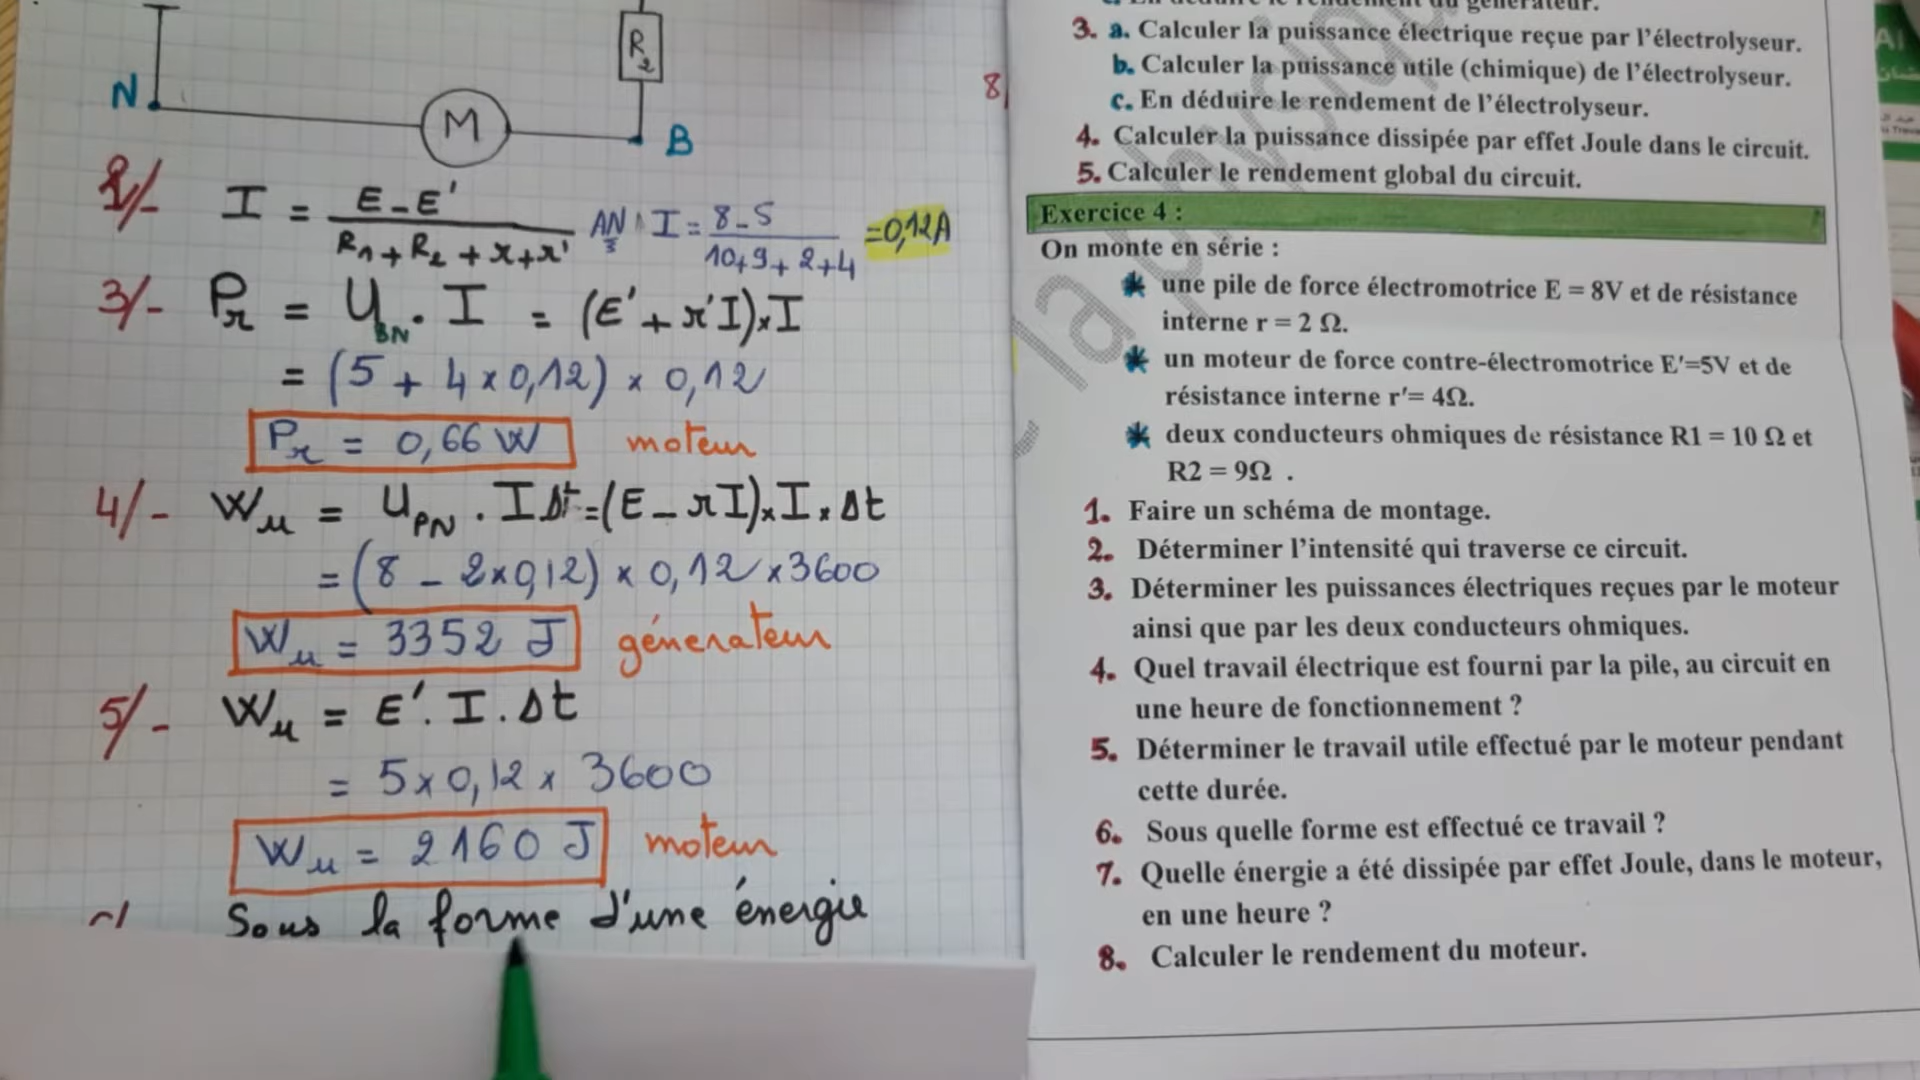 R2
N
M
B
2/- I = E-E' / R1+R2+r+r' AN: I = 8-5 / 10+9+2+4 =0,12A
3/- Pr = UBN . I = (E'+r'I)×I
= (5 + 4×0,12) × 0,12
Pr = 0,66 W moteur
4/- Wu = UPN . I Δt = (E-rI)×I×Δt
= (8 - 2×0,12) × 0,12 ×3600
Wu = 3352 J génerateur
5/- Wu = E'. I. Δt
= 5×0,12× 3600
Wu = 2160 J moteur
Sous la forme d'une énergie
8/
3. a. Calculer la puissance électrique reçue par l'électrolyseur.
b. Calculer la puissance utile (chimique) de l'électrolyseur.
c. En déduire le rendement de l'électrolyseur.
4. Calculer la puissance dissipée par effet Joule dans le circuit.
5. Calculer le rendement global du circuit.
Exercice 4 :
On monte en série :
une pile de force électromotrice E = 8V et de résistance
interne r = 2 Ω.
un moteur de force contre-électromotrice E'=5V et de
résistance interne r'= 4Ω.
deux conducteurs ohmiques de résistance R1 = 10 Ω et
R2 = 9Ω .
1. Faire un schéma de montage.
2. Déterminer l'intensité qui traverse ce circuit.
3. Déterminer les puissances électriques reçues par le moteur
ainsi que par les deux conducteurs ohmiques.
4. Quel travail électrique est fourni par la pile, au circuit en
une heure de fonctionnement ?
5. Déterminer le travail utile effectué par le moteur pendant
cette durée.
6. Sous quelle forme est effectué ce travail ?
7. Quelle énergie a été dissipée par effet Joule, dans le moteur,
en une heure ?
8. Calculer le rendement du moteur.